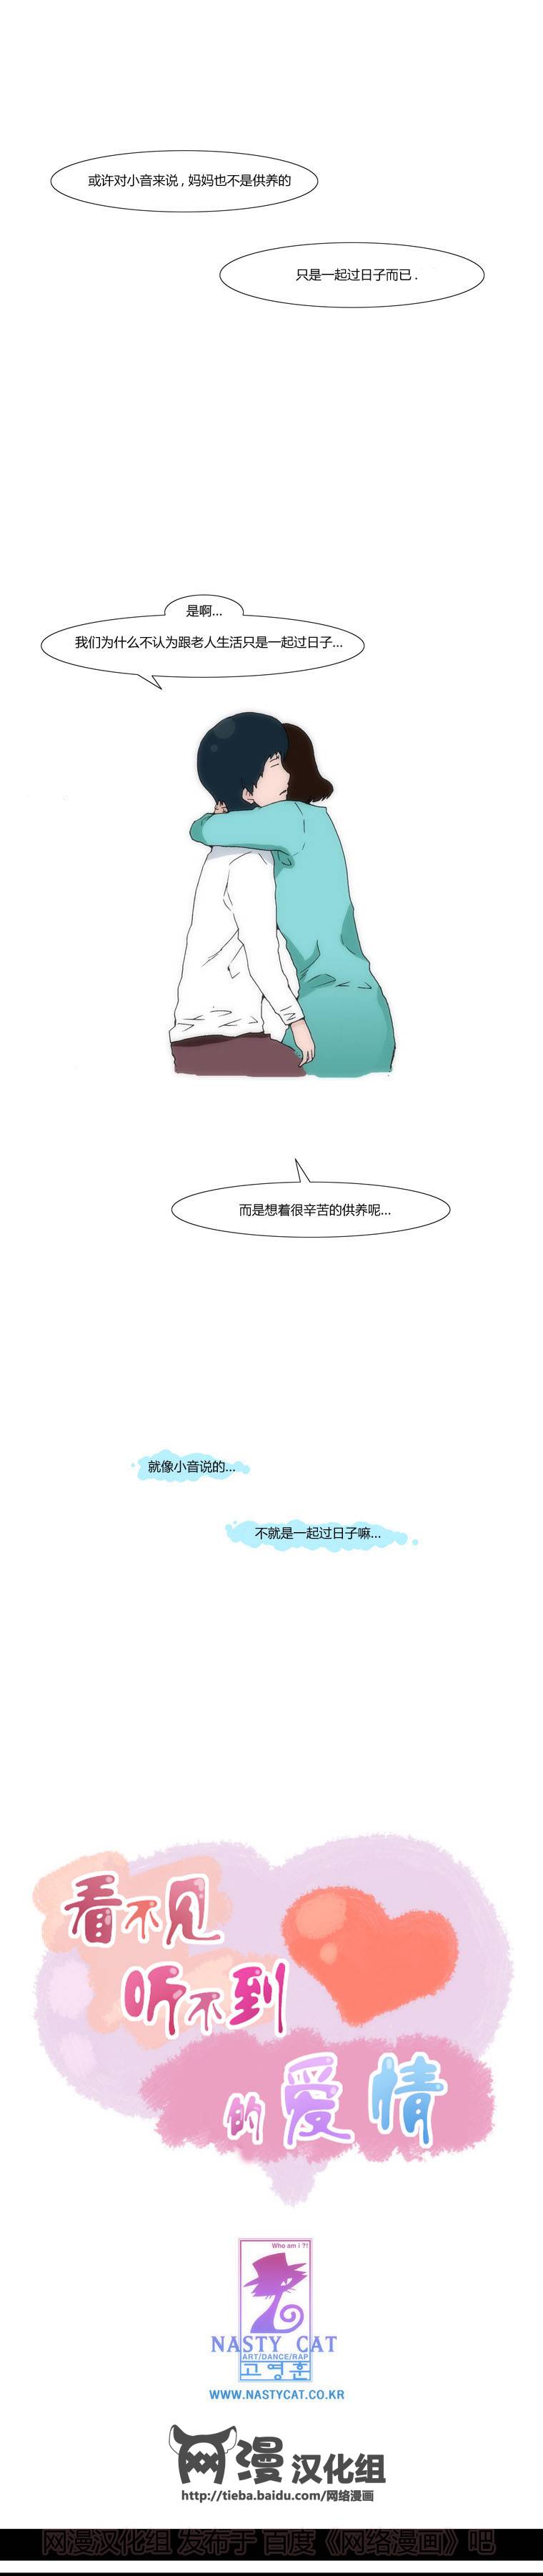 或许对小音来说，妈妈也不是供养的
只是一起过日子而已．
是啊...
我们为什么不认为跟老人生活只是一起过日子...
而是想着很辛苦的供养呢...
就像小音说的...
不就是一起过日子嘛...
看不见
听不到
的爱情
Who am i ?!
NASTY CAT
ART/DANCE/RAP
고영훈
WWW.NASTYCAT.CO.KR
网漫汉化组
http://tieba.baidu.com/网络漫画
网漫汉化组 发布于 百度《网络漫画》吧